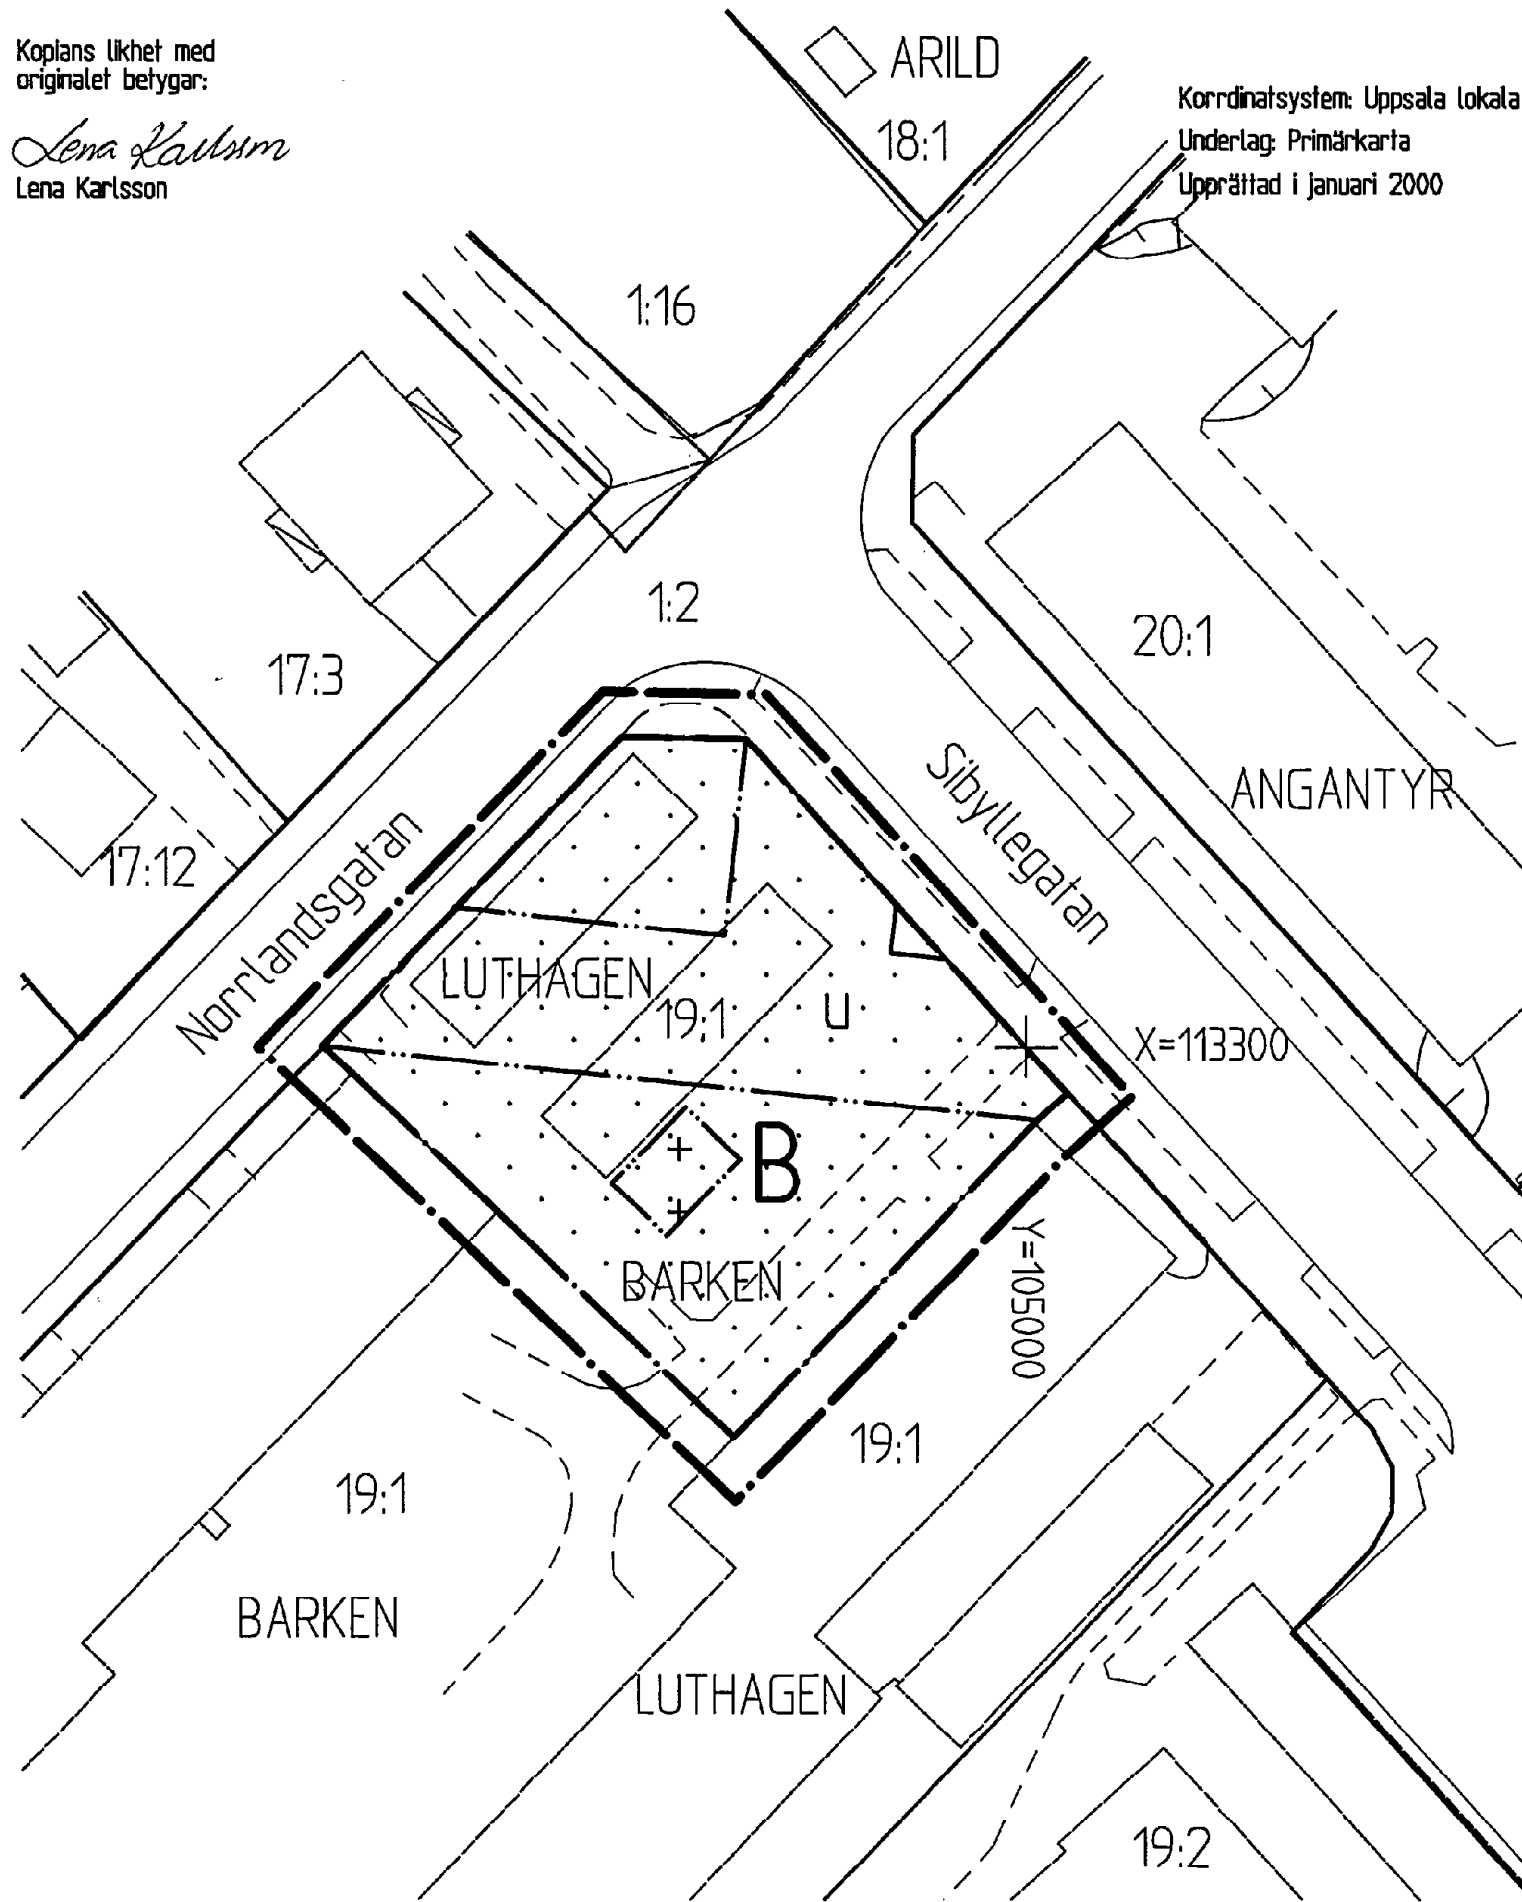 Kopians likhet med
originalet betygar:
Lena Karlsson
Lena Karlsson
ARILD
18:1
Korrdinatsystem: Uppsala lokala
Underlag: Primärkarta
Upprättad i januari 2000
1:16
1:2
17:3
20:1
Sibyllegatan
ANGANTYR
17:12
Norrlandsgatan
LUTHAGEN
19:1
u
X=113300
B
Y=105000
BARKEN
19:1
19:1
BARKEN
LUTHAGEN
19:2